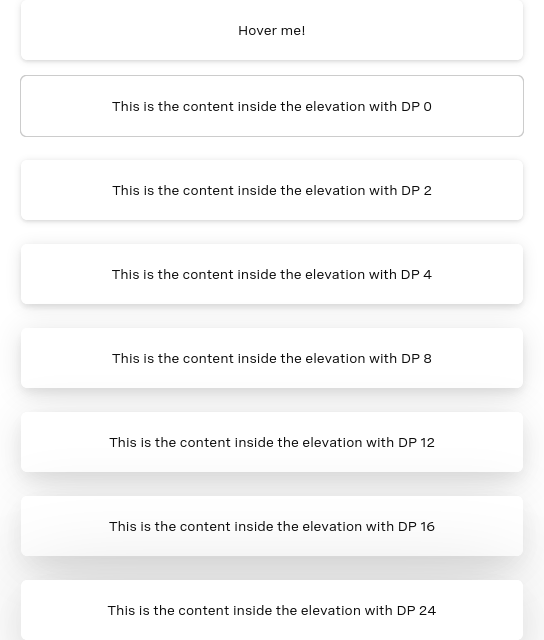 Hover me!
This is the content inside the elevation with DP 0
This is the content inside the elevation with DP 2
This is the content inside the elevation with DP 4
This is the content inside the elevation with DP 8
This is the content inside the elevation with DP 12
This is the content inside the elevation with DP 16
This is the content inside the elevation with DP 24